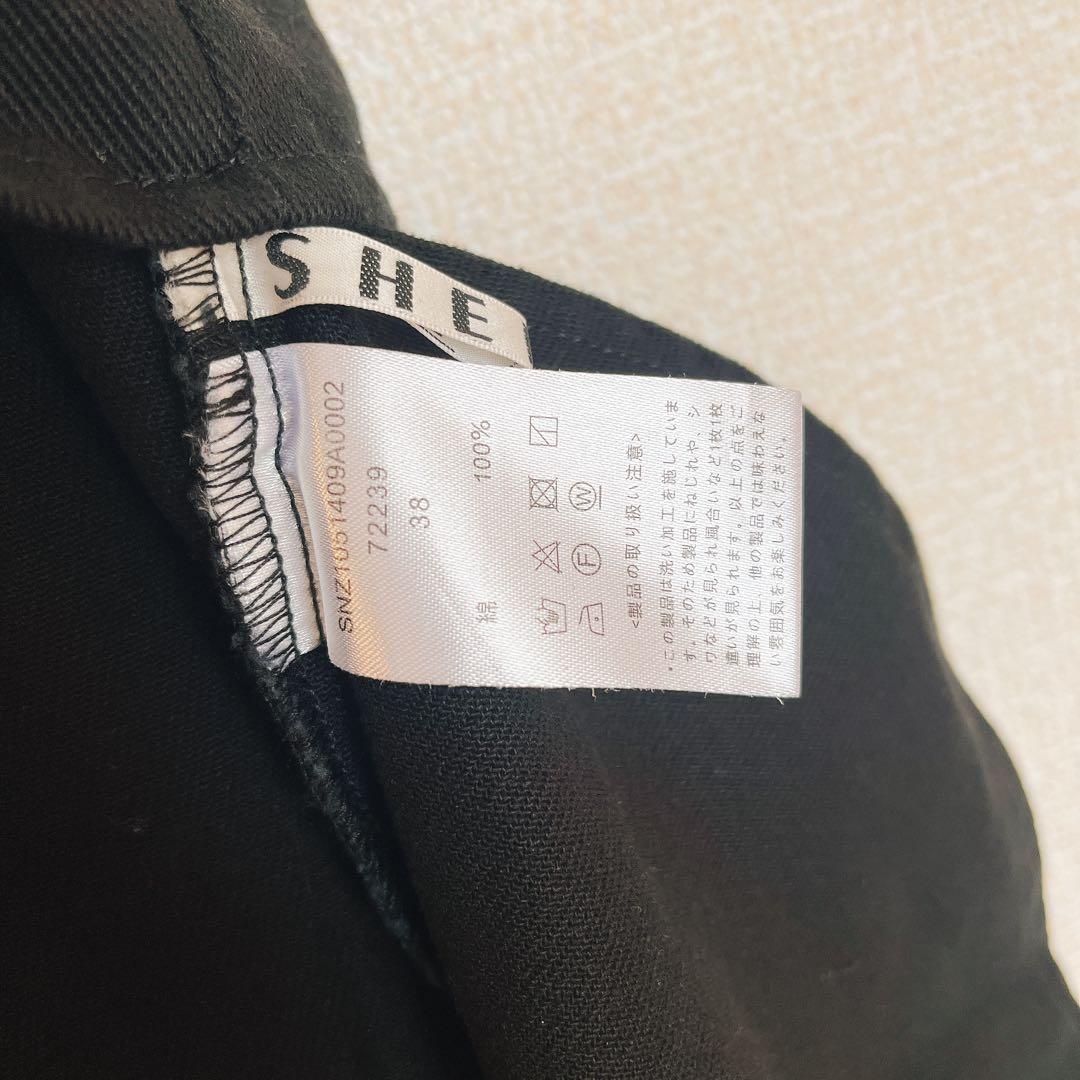 SHE
SNZ1051409A0002
72239
38
綿 100%
W
F
<製品の取り扱い注意>
・この製品は洗い加工を施していま
す。そのため製品にねじれや、シ
ワなどが見られ風合いなど1枚1枚
違いが見られます。以上の点をご
理解の上、他の製品では味わえな
い雰囲気をお楽しみください。